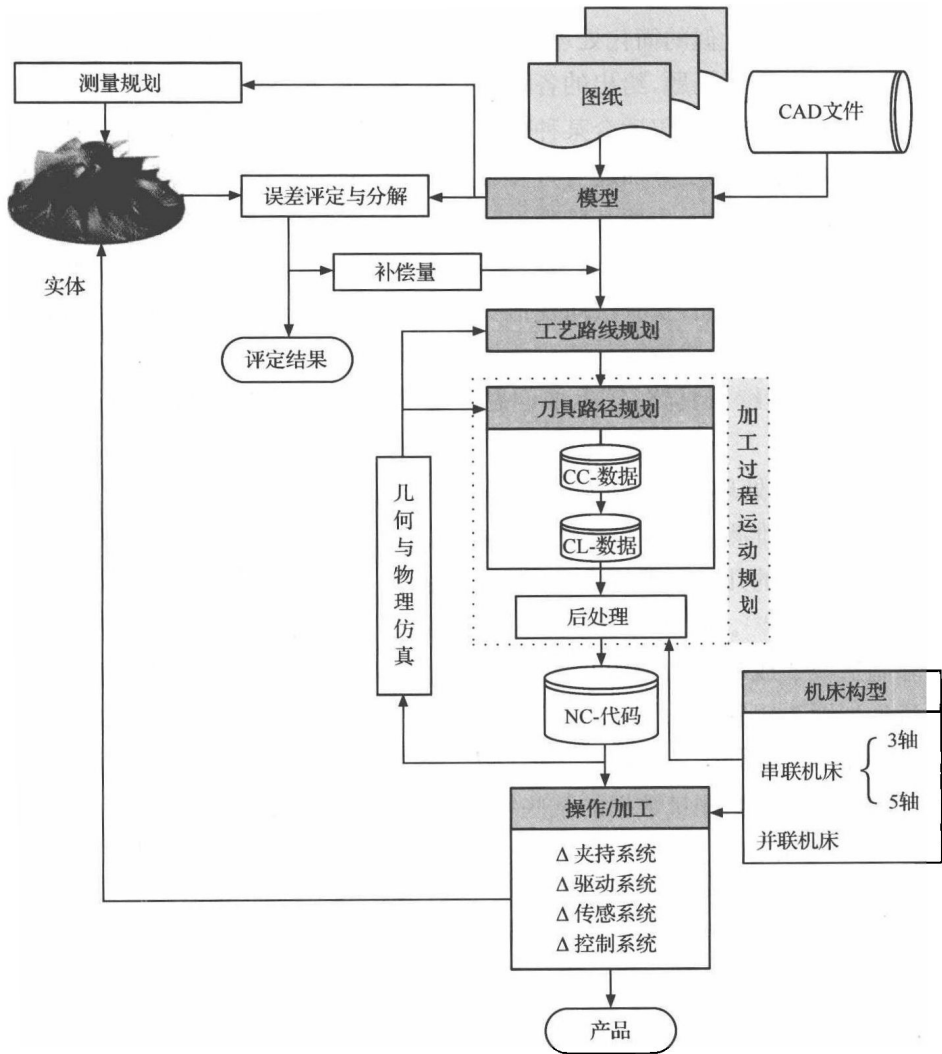 图纸
测量规划
CAD文件
误差评定与分解
模型
实体
补偿量
评定结果
工艺路线规划
刀具路径规划
CC-数据
CL-数据
后处理
加工过程运动规划
几何与物理仿真
NC-代码
机床构型
串联机床
3轴
5轴
并联机床
操作/加工
Δ 夹持系统
Δ 驱动系统
Δ 传感系统
Δ 控制系统
产品